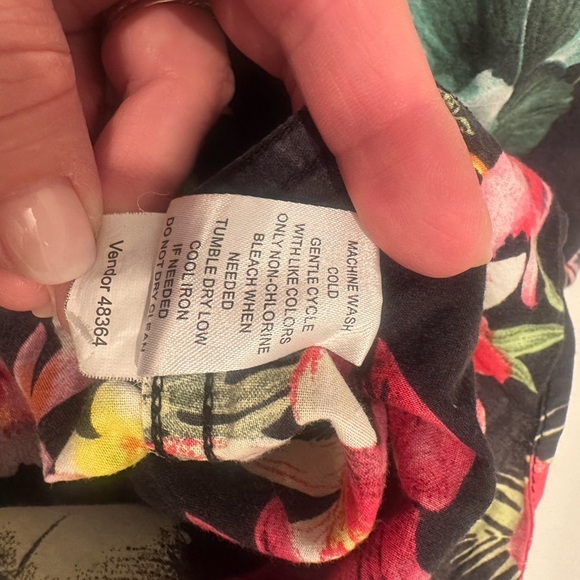 MACHINE WASH
COLD
GENTLE CYCLE
WITH LIKE COLORS
ONLY NON-CHLORINE
BLEACH WHEN
NEEDED
TUMBLE DRY LOW
COOL IRON
IF NEEDED
DO NOT DRY CLEAN
Vendor 48364